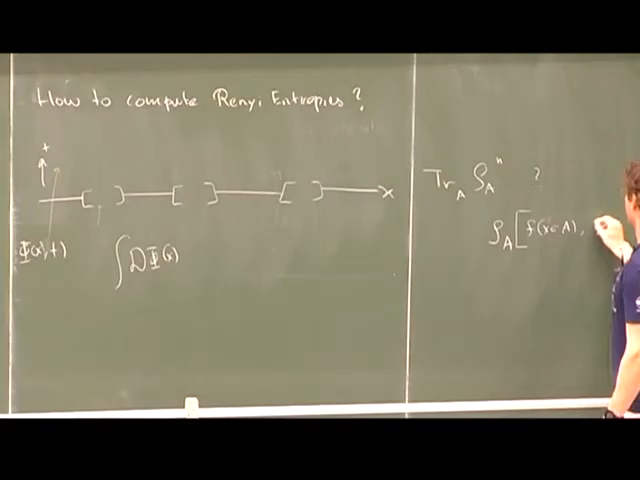 How to compute Renyi Entropies ?
t
x
Φ(x,t)
∫ DΦ(x)
Tr_A ρ_A^n ?
ρ_A [ f(x∈A),